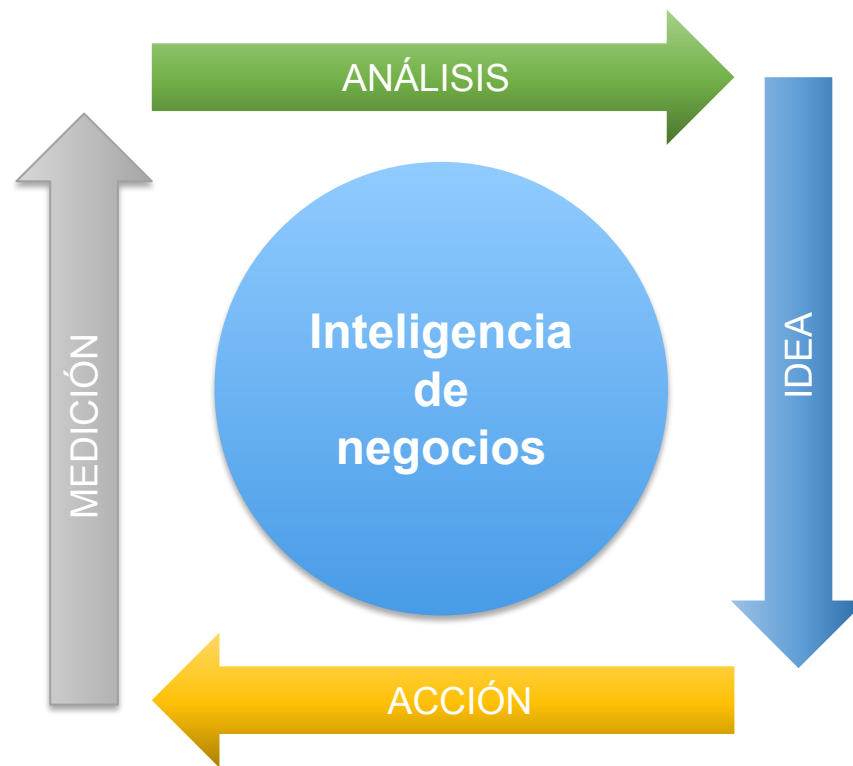 ANÁLISIS
IDEA
Inteligencia
de
negocios
MEDICIÓN
ACCIÓN